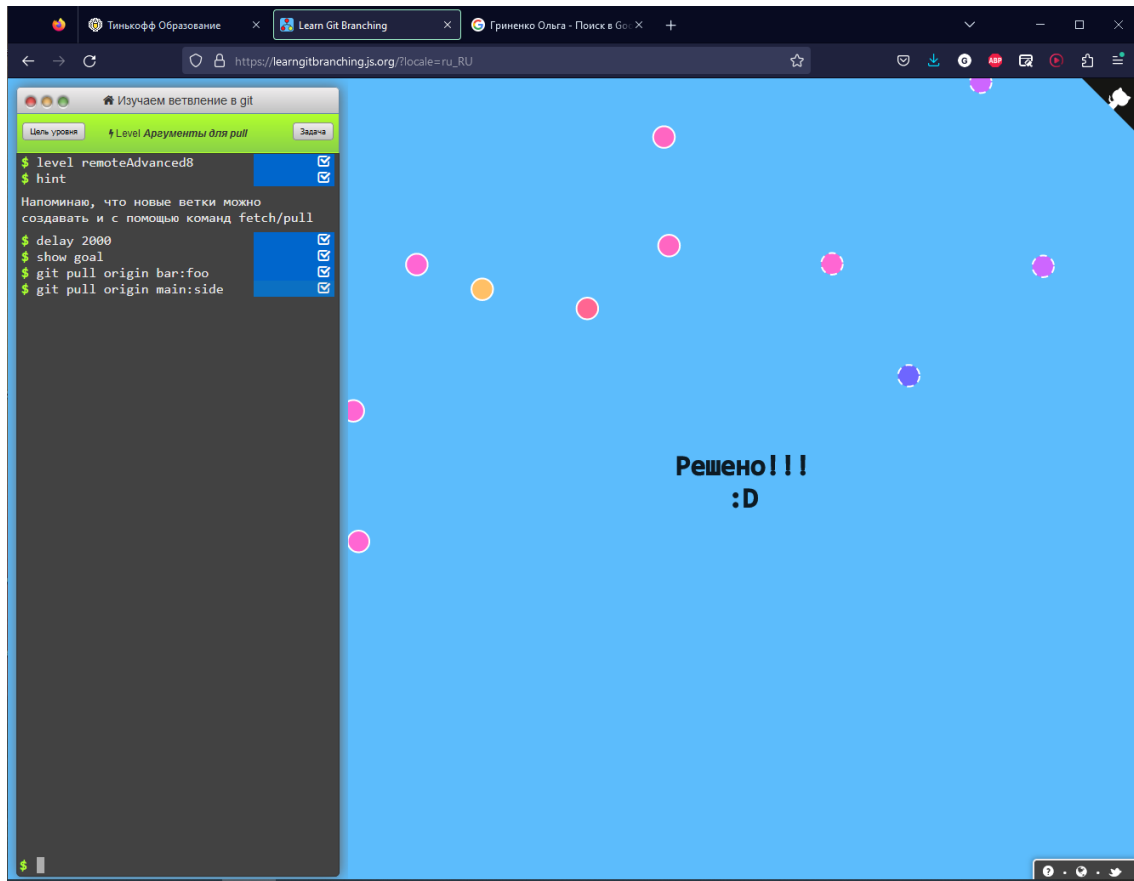 Тинькофф Образование
Learn Git Branching
Гриненко Ольга - Поиск в Goo
https://learngitbranching.js.org/?locale=ru_RU
G
ABP
Изучаем ветвление в git
Цель уровня
Level Аргументы для pull
Задача
$ level remoteAdvanced8
$ hint
Напоминаю, что новые ветки можно
создавать и с помощью команд fetch/pull
$ delay 2000
$ show goal
$ git pull origin bar:foo
$ git pull origin main:side
Решено!!!
:D
$